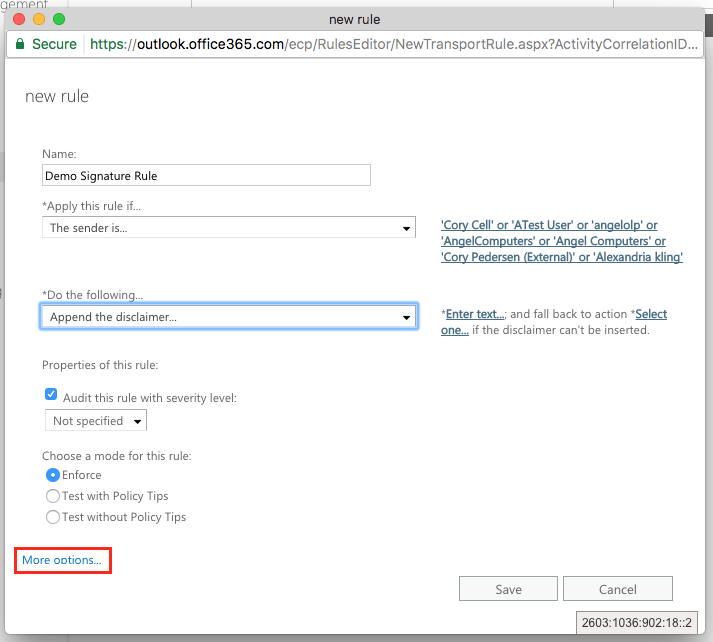 gement
new rule
Secure https://outlook.office365.com/ecp/RulesEditor/NewTransportRule.aspx?ActivityCorrelationID...
new rule
Name:
Demo Signature Rule
*Apply this rule if...
The sender is...
'Cory Cell' or 'ATest User' or 'angelolp' or
'AngelComputers' or 'Angel Computers' or
'Cory Pedersen (External)' or 'Alexandria kling'
*Do the following...
Append the disclaimer...
*Enter text...; and fall back to action *Select
one... if the disclaimer can't be inserted.
Properties of this rule:
Audit this rule with severity level:
Not specified
Choose a mode for this rule:
Enforce
Test with Policy Tips
Test without Policy Tips
More options...
Save Cancel
2603:1036:902:18::2